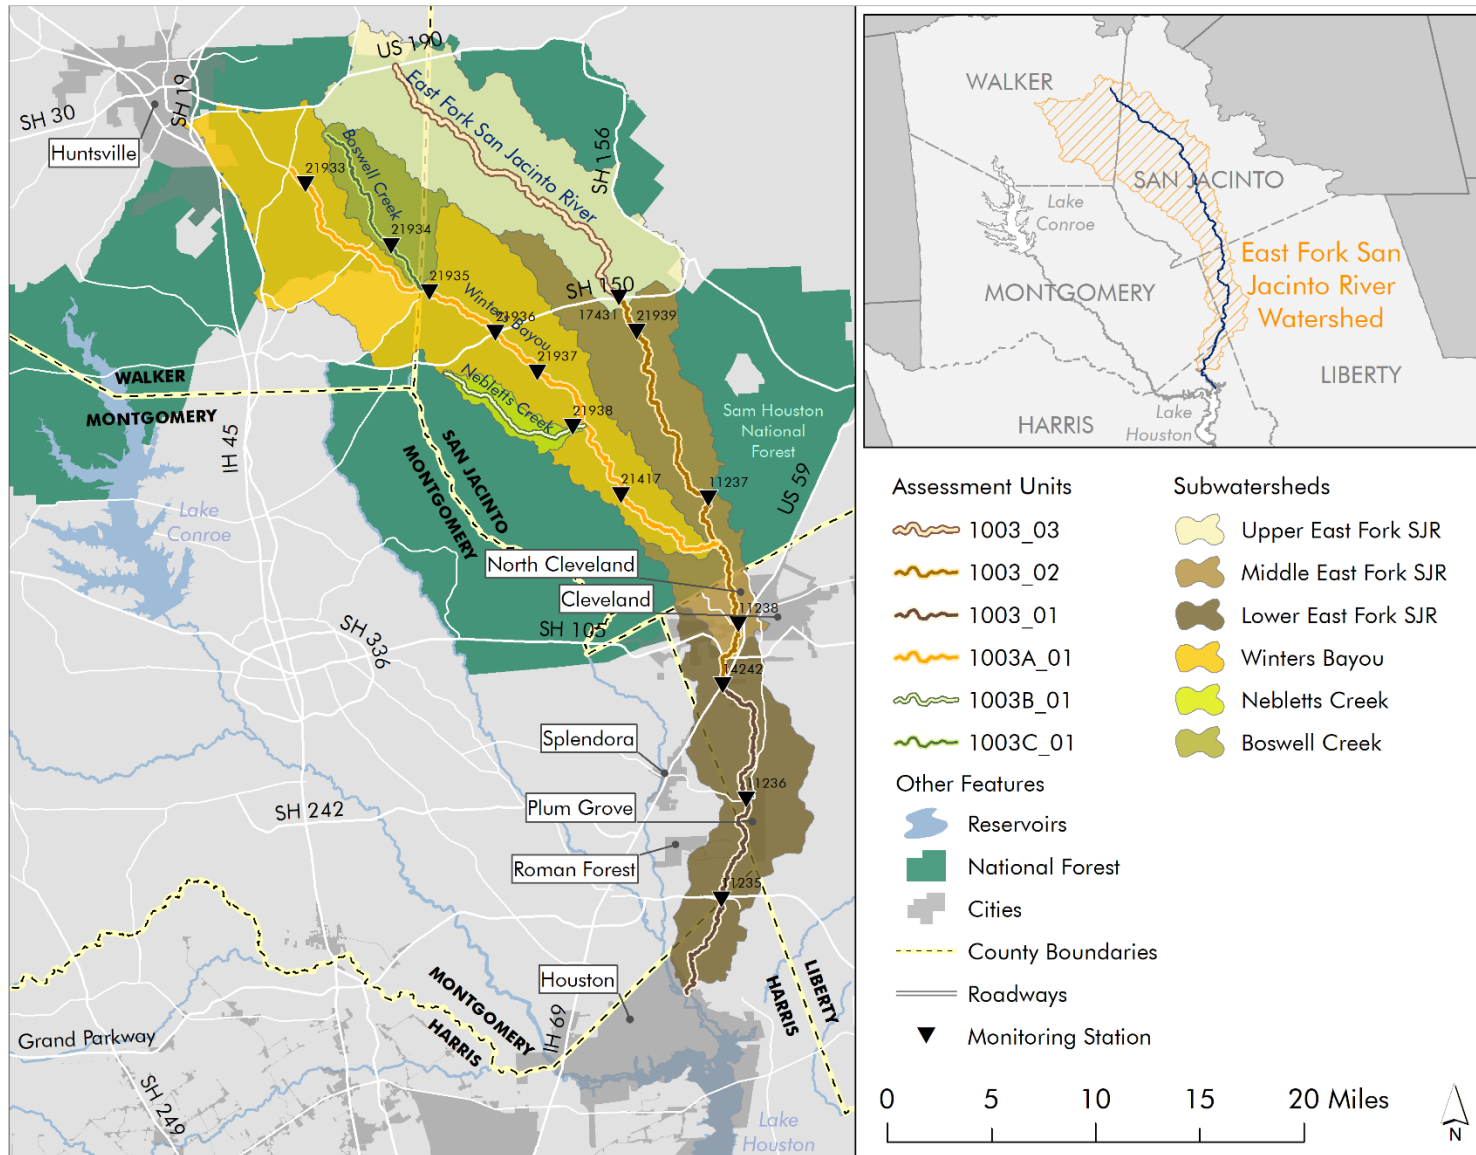 US 190
SH 19
SH 30
Huntsville
East Fork San Jacinto River
SH 156
Boswell Creek
21933
21934
21935
SH 150
17431
21939
Winters Bayou
21936
21937
Nebletts Creek
21938
WALKER
MONTGOMERY
Sam Houston
National
Forest
IH 45
SAN JACINTO
MONTGOMERY
21417
11237
US 59
Lake
Conroe
North Cleveland
Cleveland
11238
SH 105
SH 336
14242
Splendora
11236
Plum Grove
SH 242
Roman Forest
11235
Houston
MONTGOMERY
HARRIS
LIBERTY
HARRIS
IH 69
Grand Parkway
SH 249
Lake
Houston
WALKER
SAN JACINTO
Lake
Conroe
MONTGOMERY
East Fork San
Jacinto River
Watershed
LIBERTY
HARRIS
Lake
Houston
Assessment Units
1003_03
1003_02
1003_01
1003A_01
1003B_01
1003C_01
Subwatersheds
Upper East Fork SJR
Middle East Fork SJR
Lower East Fork SJR
Winters Bayou
Nebletts Creek
Boswell Creek
Other Features
Reservoirs
National Forest
Cities
County Boundaries
Roadways
Monitoring Station
0 5 10 15 20 Miles
N